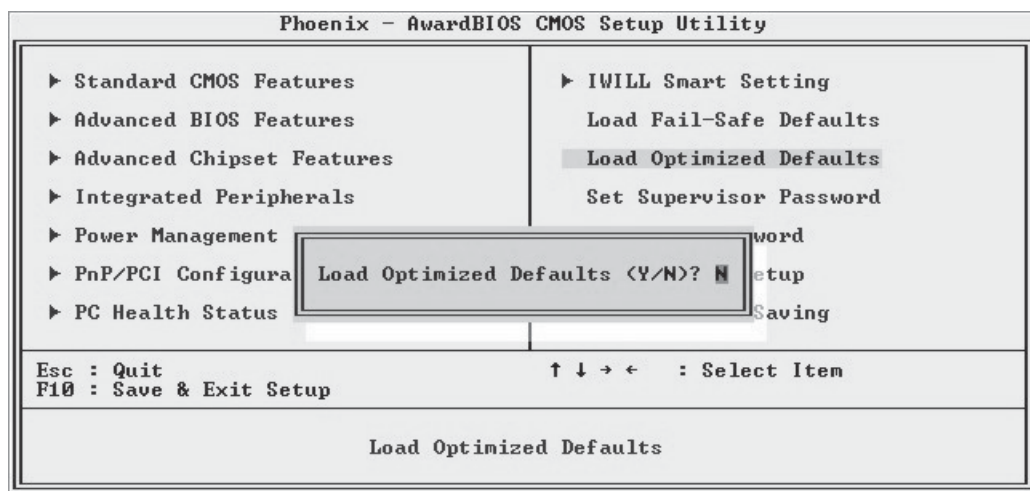 Phoenix - AwardBIOS CMOS Setup Utility
▶ Standard CMOS Features
▶ Advanced BIOS Features
▶ Advanced Chipset Features
▶ Integrated Peripherals
▶ Power Management
▶ PnP/PCI Configura
▶ PC Health Status
▶ IWILL Smart Setting
Load Fail-Safe Defaults
Load Optimized Defaults
Set Supervisor Password
word
etup
Saving
Load Optimized Defaults (Y/N)? N
Esc : Quit
F10 : Save & Exit Setup
↑ ↓ → ← : Select Item
Load Optimized Defaults